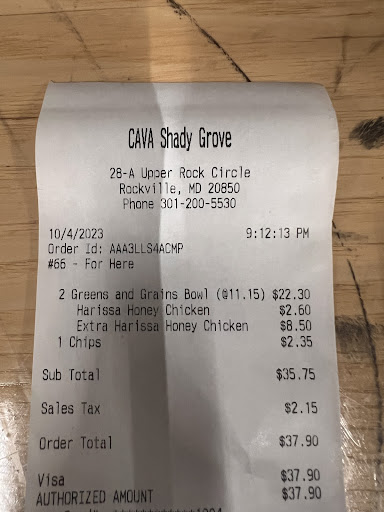 CAVA Shady Grove
28-A Upper Rock Circle
Rockville, MD 20850
Phone 301-200-5530
10/4/2023 9:12:13 PM
Order Id: AAA3LLS4ACMP
#66 - For Here
2 Greens and Grains Bowl (@11.15) $22.30
Harissa Honey Chicken $2.60
Extra Harissa Honey Chicken $8.50
1 Chips $2.35
Sub Total $35.75
Sales Tax $2.15
Order Total $37.90
Visa $37.90
AUTHORIZED AMOUNT $37.90